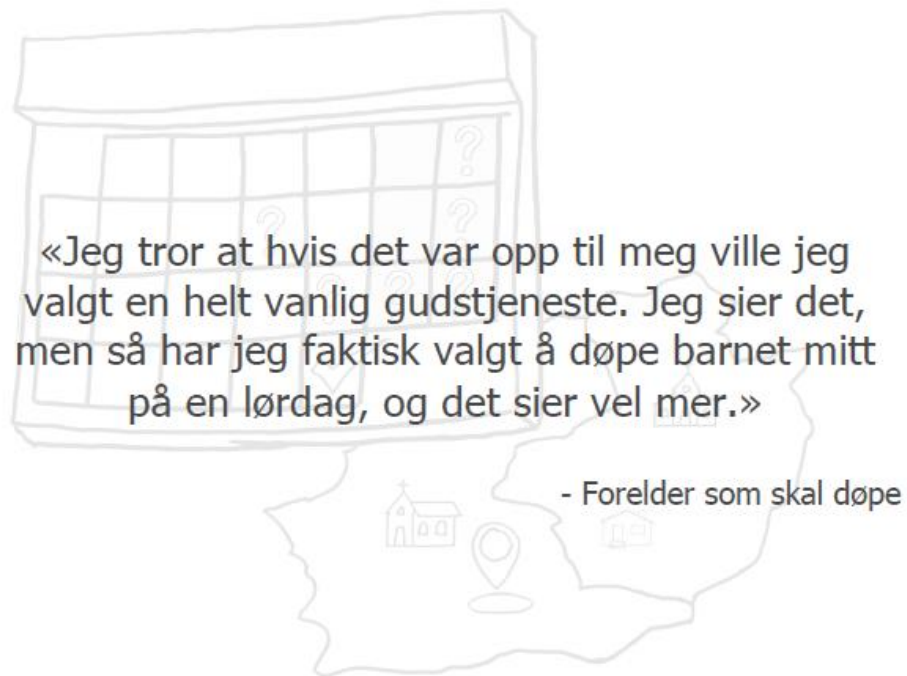 «Jeg tror at hvis det var opp til meg ville jeg
valgt en helt vanlig gudstjeneste. Jeg sier det,
men så har jeg faktisk valgt å døpe barnet mitt
på en lørdag, og det sier vel mer.»
- Forelder som skal døpe
? 
?
?
? ? ?